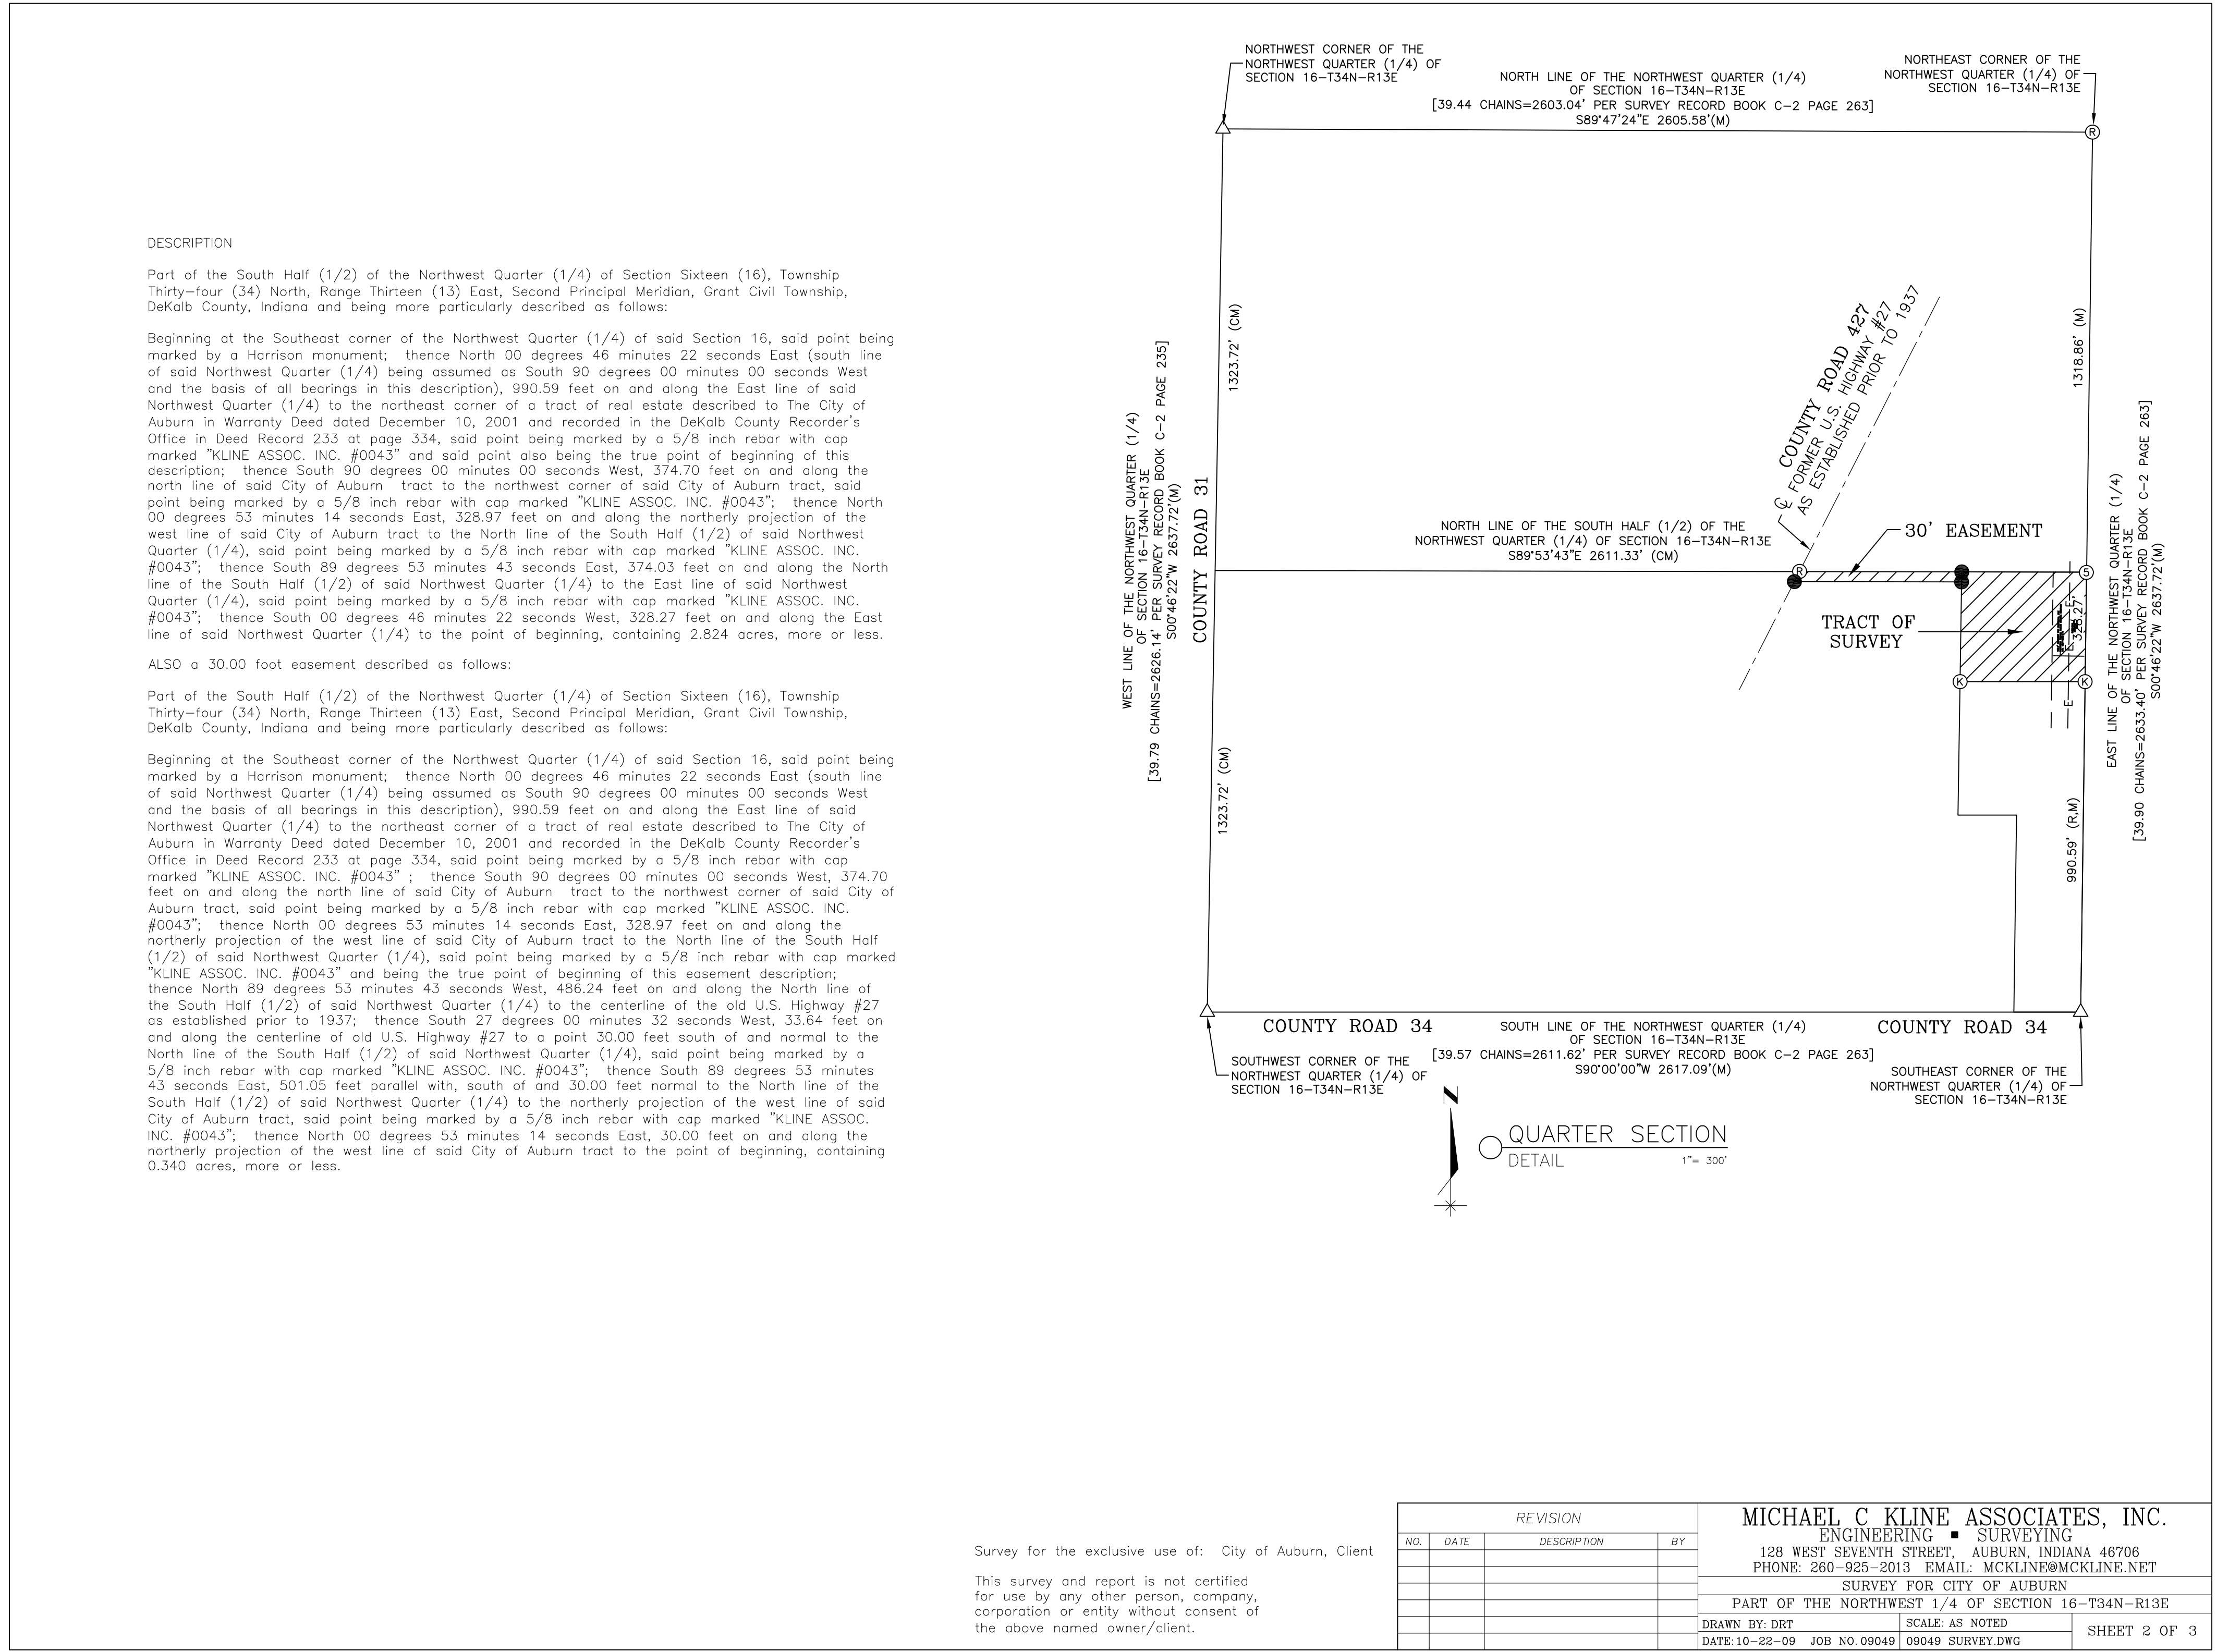 DESCRIPTION
Part of the South Half (1/2) of the Northwest Quarter (1/4) of Section Sixteen (16), Township
Thirty-four (34) North, Range Thirteen (13) East, Second Principal Meridian, Grant Civil Township,
DeKalb County, Indiana and being more particularly described as follows:
Beginning at the Southeast corner of the Northwest Quarter (1/4) of said Section 16, said point being
marked by a Harrison monument; thence North 00 degrees 46 minutes 22 seconds East (south line
of said Northwest Quarter (1/4) being assumed as South 90 degrees 00 minutes 00 seconds West
and the basis of all bearings in this description), 990.59 feet on and along the East line of said
Northwest Quarter (1/4) to the northeast corner of a tract of real estate described to The City of
Auburn in Warranty Deed dated December 10, 2001 and recorded in the DeKalb County Recorder's
Office in Deed Record 233 at page 334, said point being marked by a 5/8 inch rebar with cap
marked "KLINE ASSOC. INC. #0043" and said point also being the true point of beginning of this
description; thence South 90 degrees 00 minutes 00 seconds West, 374.70 feet on and along the
north line of said City of Auburn tract to the northwest corner of said City of Auburn tract, said
point being marked by a 5/8 inch rebar with cap marked "KLINE ASSOC. INC. #0043"; thence North
00 degrees 53 minutes 14 seconds East, 328.97 feet on and along the northerly projection of the
west line of said City of Auburn tract to the North line of the South Half (1/2) of said Northwest
Quarter (1/4), said point being marked by a 5/8 inch rebar with cap marked "KLINE ASSOC. INC.
#0043"; thence South 89 degrees 53 minutes 43 seconds East, 374.03 feet on and along the North
line of the South Half (1/2) of said Northwest Quarter (1/4) to the East line of said Northwest
Quarter (1/4), said point being marked by a 5/8 inch rebar with cap marked "KLINE ASSOC. INC.
#0043"; thence South 00 degrees 46 minutes 22 seconds West, 328.27 feet on and along the East
line of said Northwest Quarter (1/4) to the point of beginning, containing 2.824 acres, more or less.
ALSO a 30.00 foot easement described as follows:
Part of the South Half (1/2) of the Northwest Quarter (1/4) of Section Sixteen (16), Township
Thirty-four (34) North, Range Thirteen (13) East, Second Principal Meridian, Grant Civil Township,
DeKalb County, Indiana and being more particularly described as follows:
Beginning at the Southeast corner of the Northwest Quarter (1/4) of said Section 16, said point being
marked by a Harrison monument; thence North 00 degrees 46 minutes 22 seconds East (south line
of said Northwest Quarter (1/4) being assumed as South 90 degrees 00 minutes 00 seconds West
and the basis of all bearings in this description), 990.59 feet on and along the East line of said
Northwest Quarter (1/4) to the northeast corner of a tract of real estate described to The City of
Auburn in Warranty Deed dated December 10, 2001 and recorded in the DeKalb County Recorder's
Office in Deed Record 233 at page 334, said point being marked by a 5/8 inch rebar with cap
marked "KLINE ASSOC. INC. #0043" ; thence South 90 degrees 00 minutes 00 seconds West, 374.70
feet on and along the north line of said City of Auburn tract to the northwest corner of said City of
Auburn tract, said point being marked by a 5/8 inch rebar with cap marked "KLINE ASSOC. INC.
#0043"; thence North 00 degrees 53 minutes 14 seconds East, 328.97 feet on and along the
northerly projection of the west line of said City of Auburn tract to the North line of the South Half
(1/2) of said Northwest Quarter (1/4), said point being marked by a 5/8 inch rebar with cap marked
"KLINE ASSOC. INC. #0043" and being the true point of beginning of this easement description;
thence North 89 degrees 53 minutes 43 seconds West, 486.24 feet on and along the North line of
the South Half (1/2) of said Northwest Quarter (1/4) to the centerline of the old U.S. Highway #27
as established prior to 1937; thence South 27 degrees 00 minutes 32 seconds West, 33.64 feet on
and along the centerline of old U.S. Highway #27 to a point 30.00 feet south of and normal to the
North line of the South Half (1/2) of said Northwest Quarter (1/4), said point being marked by a
5/8 inch rebar with cap marked "KLINE ASSOC. INC. #0043"; thence South 89 degrees 53 minutes
43 seconds East, 501.05 feet parallel with, south of and 30.00 feet normal to the North line of the
South Half (1/2) of said Northwest Quarter (1/4) to the northerly projection of the west line of said
City of Auburn tract, said point being marked by a 5/8 inch rebar with cap marked "KLINE ASSOC.
INC. #0043"; thence North 00 degrees 53 minutes 14 seconds East, 30.00 feet on and along the
northerly projection of the west line of said City of Auburn tract to the point of beginning, containing
0.340 acres, more or less.
NORTHWEST CORNER OF THE
NORTHWEST QUARTER (1/4) OF
SECTION 16-T34N-R13E
NORTH LINE OF THE NORTHWEST QUARTER (1/4)
OF SECTION 16-T34N-R13E
[39.44 CHAINS=2603.04' PER SURVEY RECORD BOOK C-2 PAGE 263]
S89°47'24"E 2605.58'(M)
NORTHEAST CORNER OF THE
NORTHWEST QUARTER (1/4) OF
SECTION 16-T34N-R13E
R
1323.72' (CM)
1318.86' (M)
WEST LINE OF THE NORTHWEST QUARTER (1/4)
OF SECTION 16-T34N-R13E
[39.79 CHAINS=2626.14' PER SURVEY RECORD BOOK C-2 PAGE 235]
S00°46'22"W 2637.72'(M)
COUNTY ROAD 31
COUNTY ROAD 427
℄ FORMER U.S. HIGHWAY #27
AS ESTABLISHED PRIOR TO 1937
NORTH LINE OF THE SOUTH HALF (1/2) OF THE
NORTHWEST QUARTER (1/4) OF SECTION 16-T34N-R13E
S89°53'43"E 2611.33' (CM)
30' EASEMENT
R
5
TRACT OF
SURVEY
328.27'
E
E
E
K
K
EAST LINE OF THE NORTHWEST QUARTER (1/4)
OF SECTION 16-T34N-R13E
[39.90 CHAINS=2633.40' PER SURVEY RECORD BOOK C-2 PAGE 263]
S00°46'22"W 2637.72'(M)
1323.72' (CM)
990.59' (R,M)
COUNTY ROAD 34
SOUTH LINE OF THE NORTHWEST QUARTER (1/4)
OF SECTION 16-T34N-R13E
[39.57 CHAINS=2611.62' PER SURVEY RECORD BOOK C-2 PAGE 263]
S90°00'00"W 2617.09'(M)
COUNTY ROAD 34
SOUTHWEST CORNER OF THE
NORTHWEST QUARTER (1/4) OF
SECTION 16-T34N-R13E
SOUTHEAST CORNER OF THE
NORTHWEST QUARTER (1/4) OF
SECTION 16-T34N-R13E
N
QUARTER SECTION
DETAIL
1"= 300'
Survey for the exclusive use of: City of Auburn, Client
This survey and report is not certified
for use by any other person, company,
corporation or entity without consent of
the above named owner/client.
REVISION
NO. DATE DESCRIPTION BY
MICHAEL C KLINE ASSOCIATES, INC.
ENGINEERING ▪ SURVEYING
128 WEST SEVENTH STREET, AUBURN, INDIANA 46706
PHONE: 260-925-2013 EMAIL: MCKLINE@MCKLINE.NET
SURVEY FOR CITY OF AUBURN
PART OF THE NORTHWEST 1/4 OF SECTION 16-T34N-R13E
DRAWN BY: DRT
SCALE: AS NOTED
DATE:10-22-09 JOB NO. 09049
09049 SURVEY.DWG
SHEET 2 OF 3